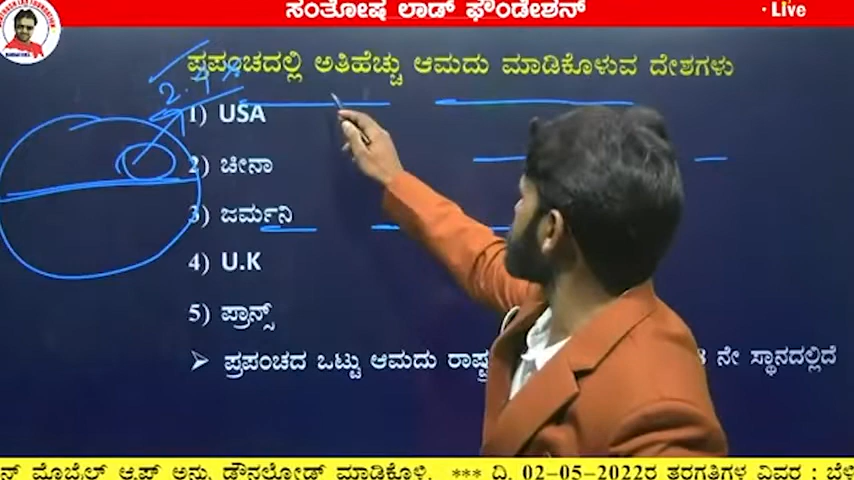 ಸಂತೋಷ ಲಾಡ್ ಫೌಂಡೇಶನ್
• Live
ಪ್ರಪಂಚದಲ್ಲಿ ಅತಿಹೆಚ್ಚು ಆಮದು ಮಾಡಿಕೊಳುವ ದೇಶಗಳು
1) USA
2) ಚೀನಾ
3) ಜರ್ಮನಿ
4) U.K
5) ಫ್ರಾನ್ಸ್
➢ ಪ್ರಪಂಚದ ಒಟ್ಟು ಆಮದು ರಾಷ್ಟ್ರ 8 ನೇ ಸ್ಥಾನದಲ್ಲಿದೆ
ನ್ ಮೊಬೈಲ್ ಆಪ್ ಅನ್ನು ಡೌನಲೋಡ್ ಮಾಡಿಕೊಳಿ. *** ದಿ. 02-05-2022ರ ತರಗತಿಗಳ ವಿವರ : ಬೆಳಿ